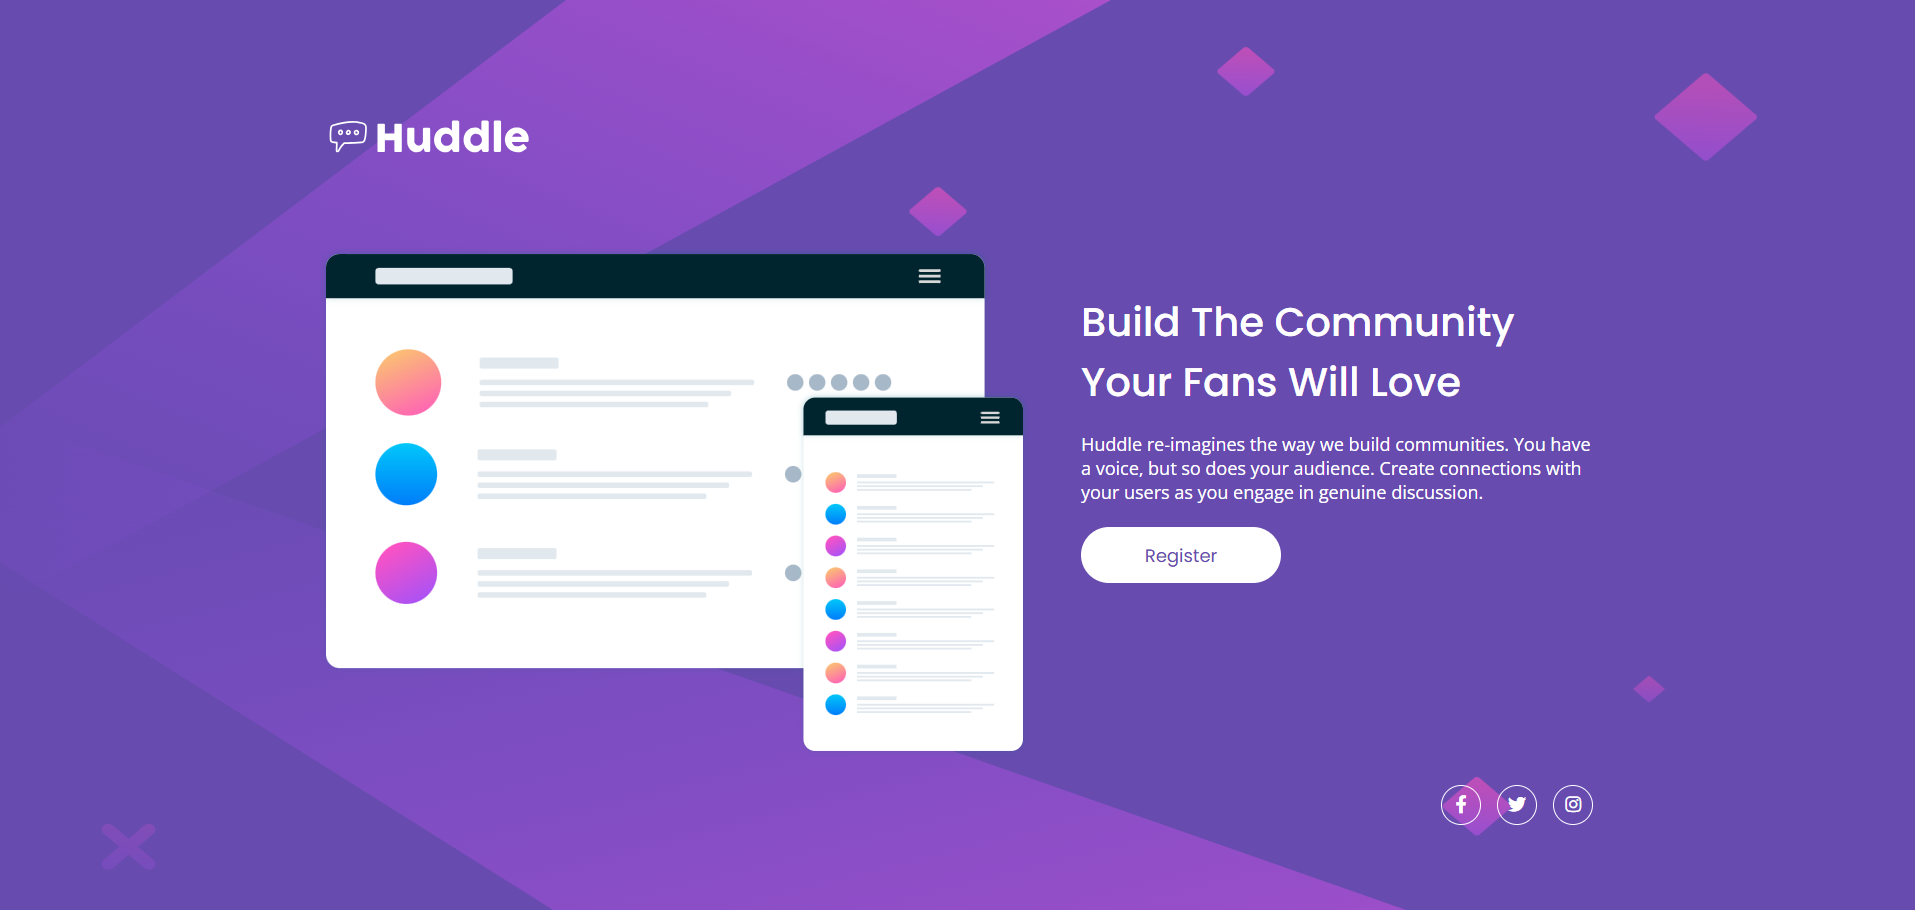 Huddle
Build The Community
Your Fans Will Love
Huddle re-imagines the way we build communities. You have
a voice, but so does your audience. Create connections with
your users as you engage in genuine discussion.
Register